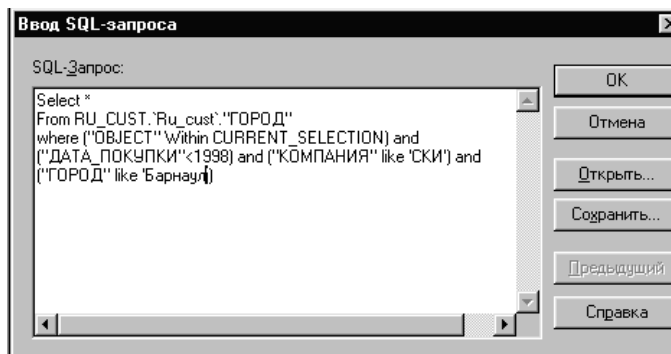 Ввод SQL-запроса
SQL-Запрос:
Select *
From RU_CUST.`Ru_cust`."ГОРОД"
where ("OBJECT" Within CURRENT_SELECTION) and
("ДАТА_ПОКУПКИ"<1998) and ("КОМПАНИЯ" like 'СКИ') and
("ГОРОД" like 'Барнаул')
OK
Отмена
Открыть...
Сохранить...
Предыдущий
Справка